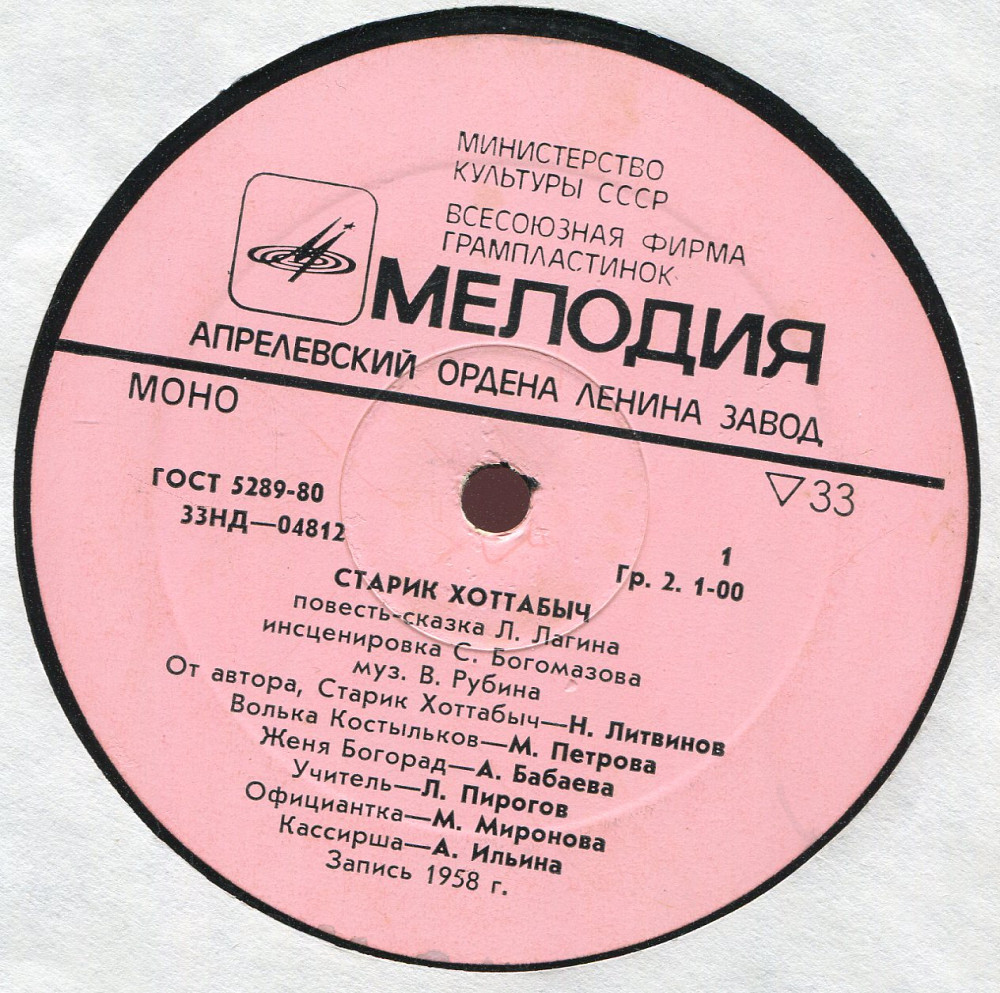 МИНИСТЕРСТВО
КУЛЬТУРЫ СССР
ВСЕСОЮЗНАЯ ФИРМА
ГРАМПЛАСТИНОК
МЕЛОДИЯ
АПРЕЛЕВСКИЙ ОРДЕНА ЛЕНИНА ЗАВОД
МОНО
▽33
ГОСТ 5289-80
33НД—04812
1
Гр. 2. 1-00
СТАРИК ХОТТАБЫЧ
повесть-сказка Л. Лагина
инсценировка С. Богомазова
муз. В. Рубина
От автора, Старик Хоттабыч—Н. Литвинов
Волька Костыльков—М. Петрова
Женя Богорад—А. Бабаева
Учитель—Л. Пирогов
Официантка—М. Миронова
Кассирша—А. Ильина
Запись 1958 г.